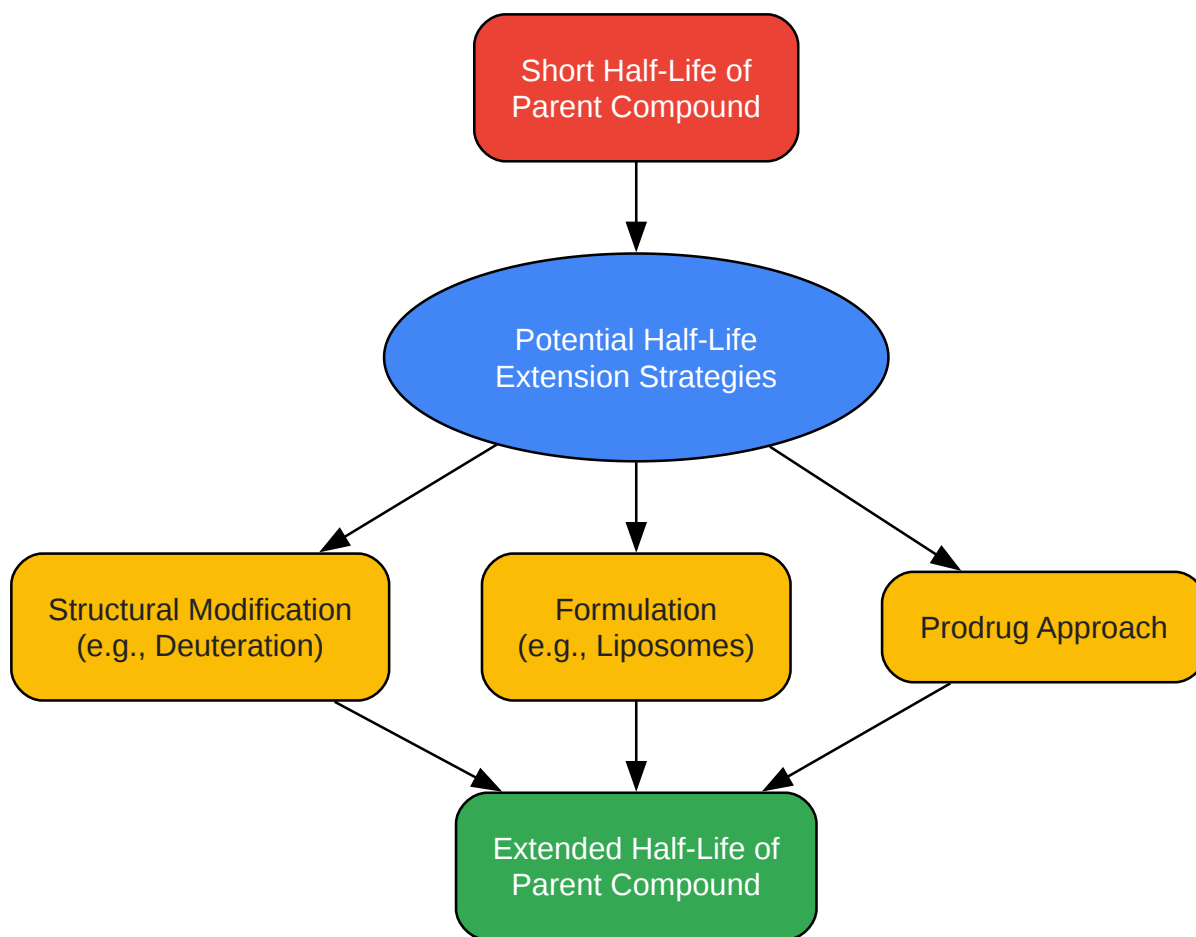 Short Half-Life of
Parent Compound
Potential Half-Life
Extension Strategies
Structural Modification
(e.g., Deuteration)
Formulation
(e.g., Liposomes)
Prodrug Approach
Extended Half-Life of
Parent Compound